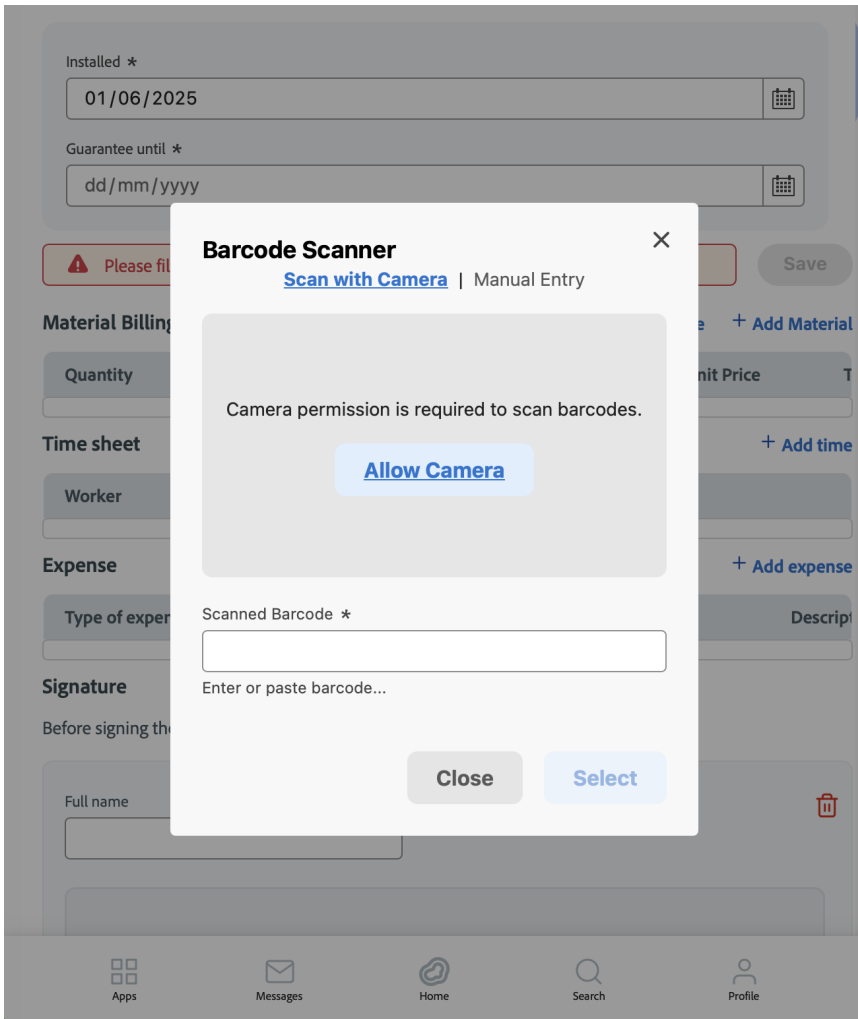 Installed *
01/06/2025
Guarantee until *
dd/mm/yyyy
Barcode Scanner
Scan with Camera | Manual Entry
Please fil
Save
Material Billing
+ Add Material
Quantity
nit Price
Camera permission is required to scan barcodes.
Allow Camera
Time sheet
+ Add time
Worker
Expense
+ Add expense
Type of exper
Descript
Scanned Barcode *
Enter or paste barcode...
Signature
Before signing the
Close
Select
Full name
Apps
Messages
Home
Search
Profile